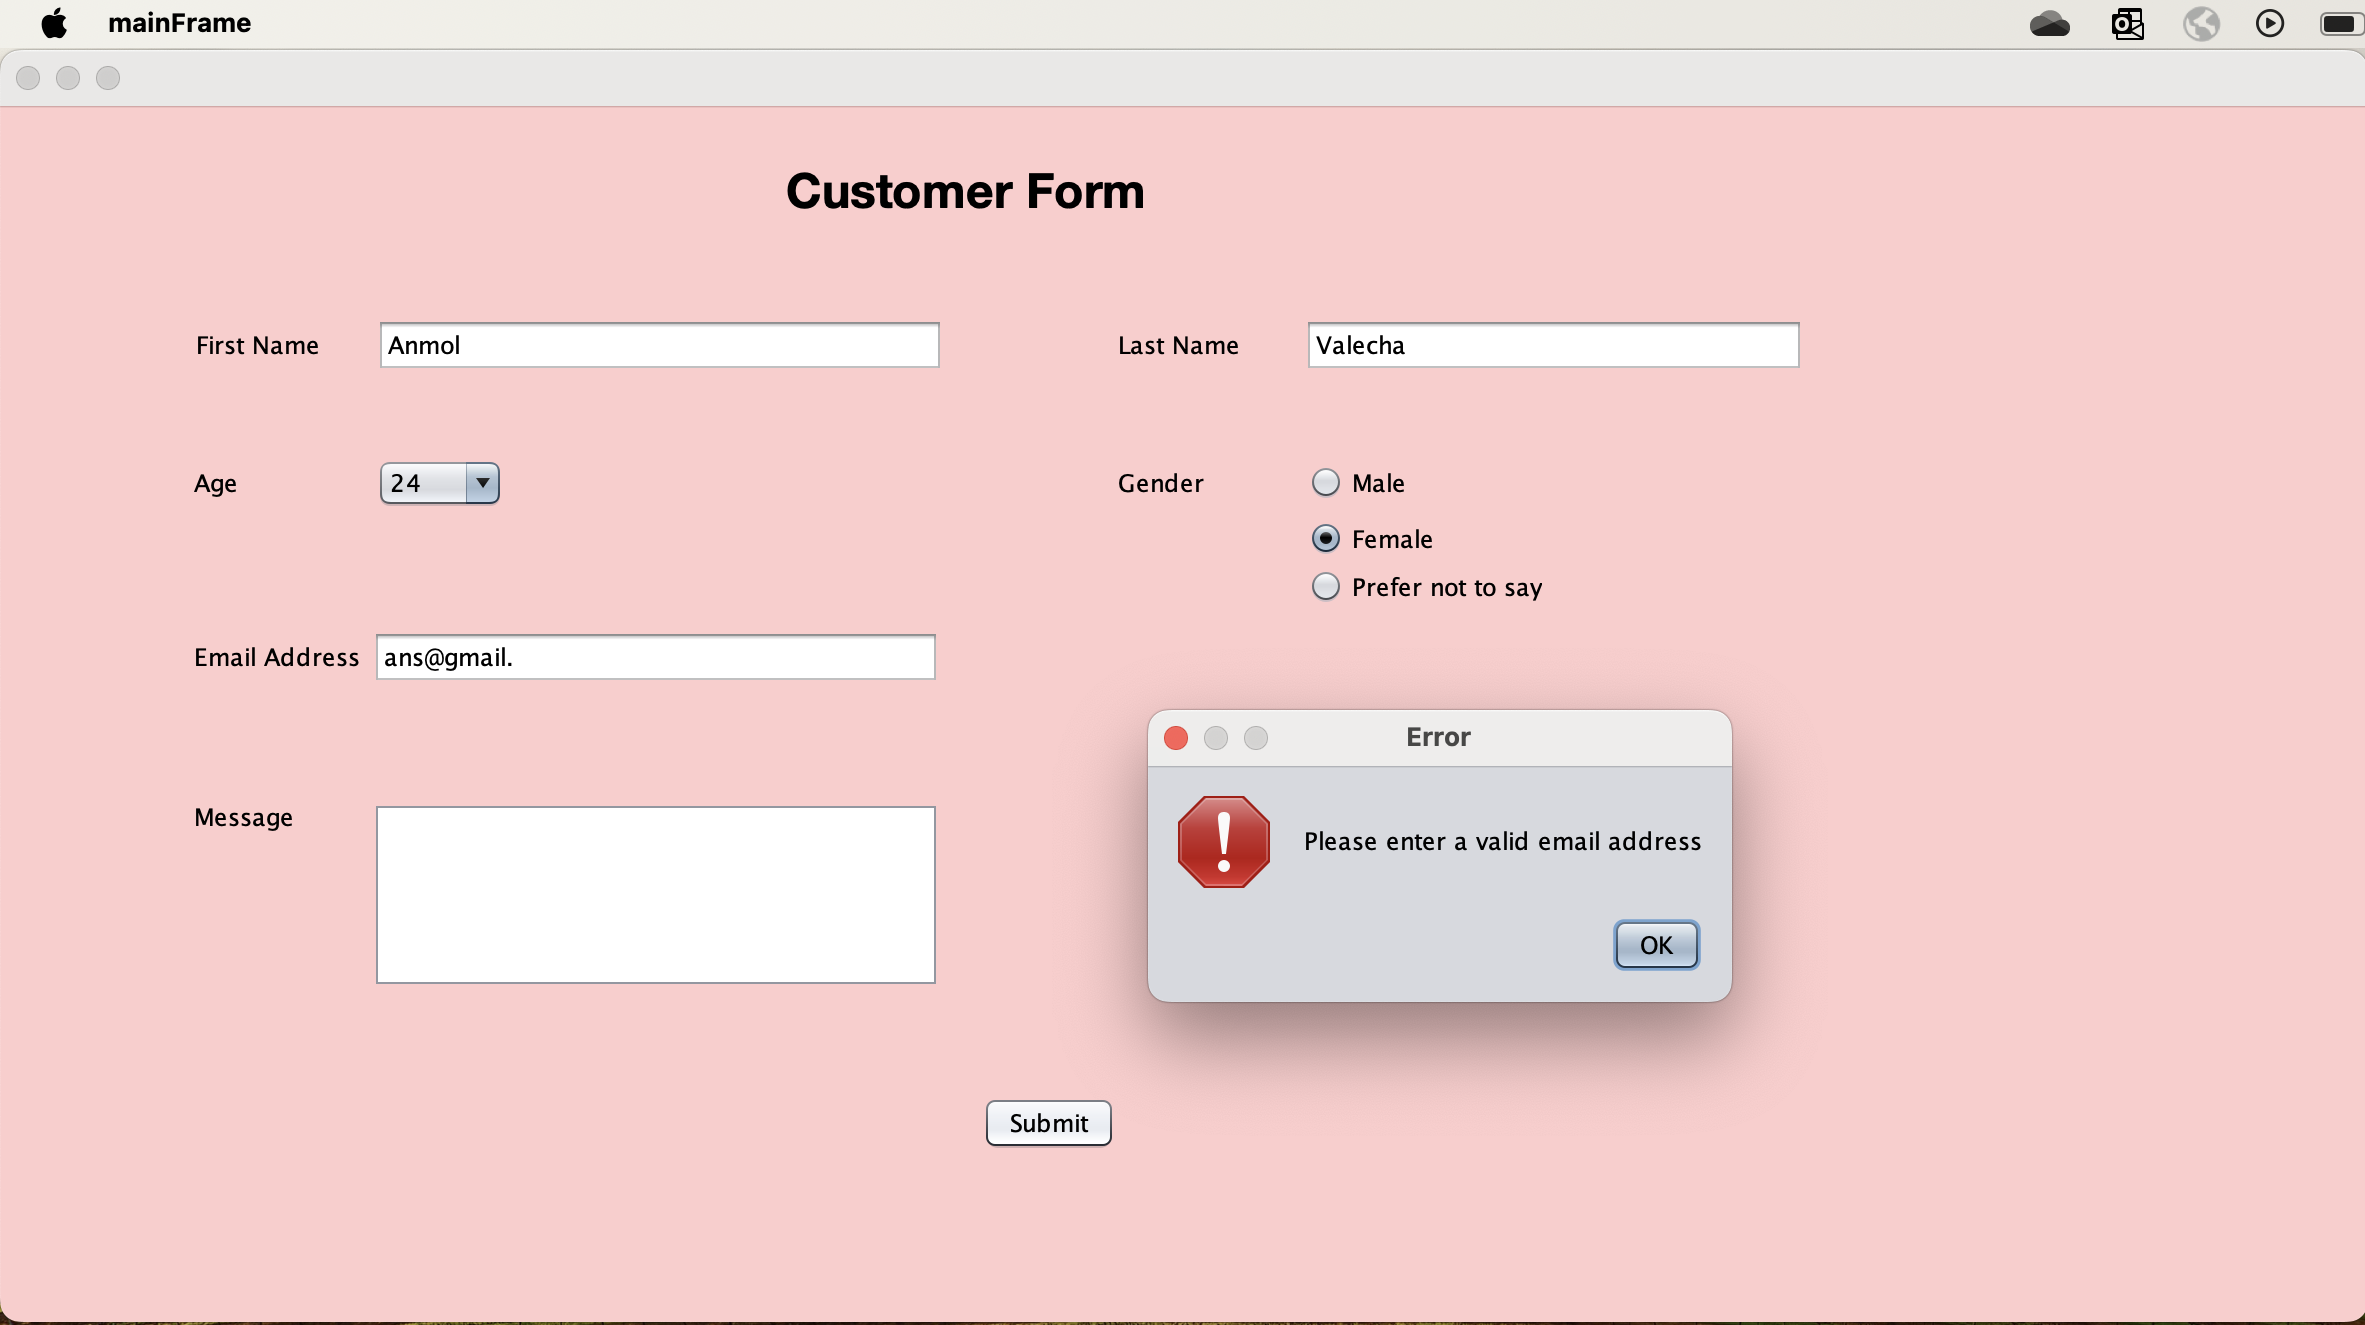 mainFrame
Customer Form
First Name Anmol Last Name Valecha
Age 24 Gender Male
Female
Prefer not to say
Email Address ans@gmail.
Error
Message
Please enter a valid email address
OK
Submit